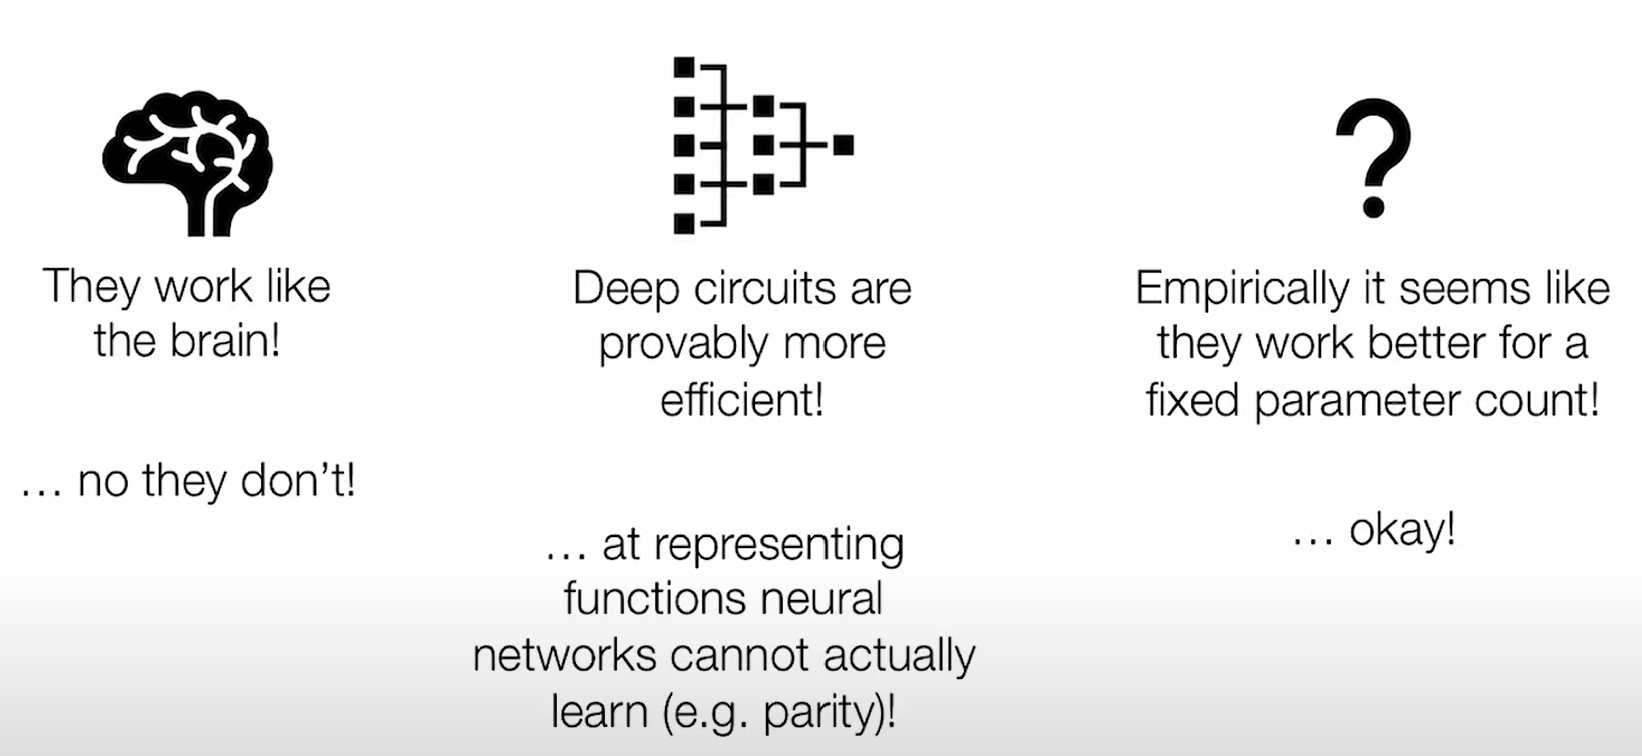 They work like
the brain!
… no they don’t!
Deep circuits are
provably more
efficient!
… at representing
functions neural
networks cannot actually
learn (e.g. parity)!
?
Empirically it seems like
they work better for a
fixed parameter count!
… okay!